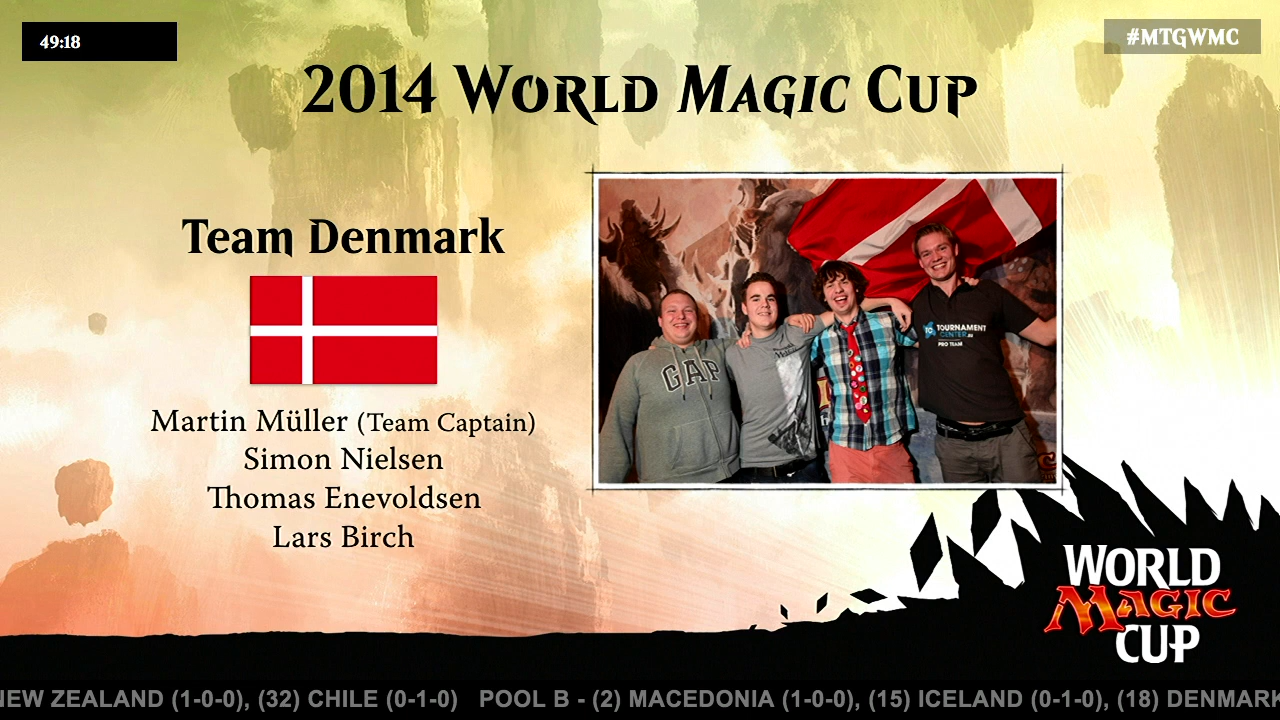 49:18
#MTGWMC
2014 World Magic Cup
Team Denmark
Martin Müller (Team Captain)
Simon Nielsen
Thomas Enevoldsen
Lars Birch
GAP
TOURNAMENT
CENTER.eu
PRO TEAM
WORLD
MAGIC
CUP
NEW ZEALAND (1-0-0), (32) CHILE (0-1-0) POOL B - (2) MACEDONIA (1-0-0), (15) ICELAND (0-1-0), (18) DENMARK